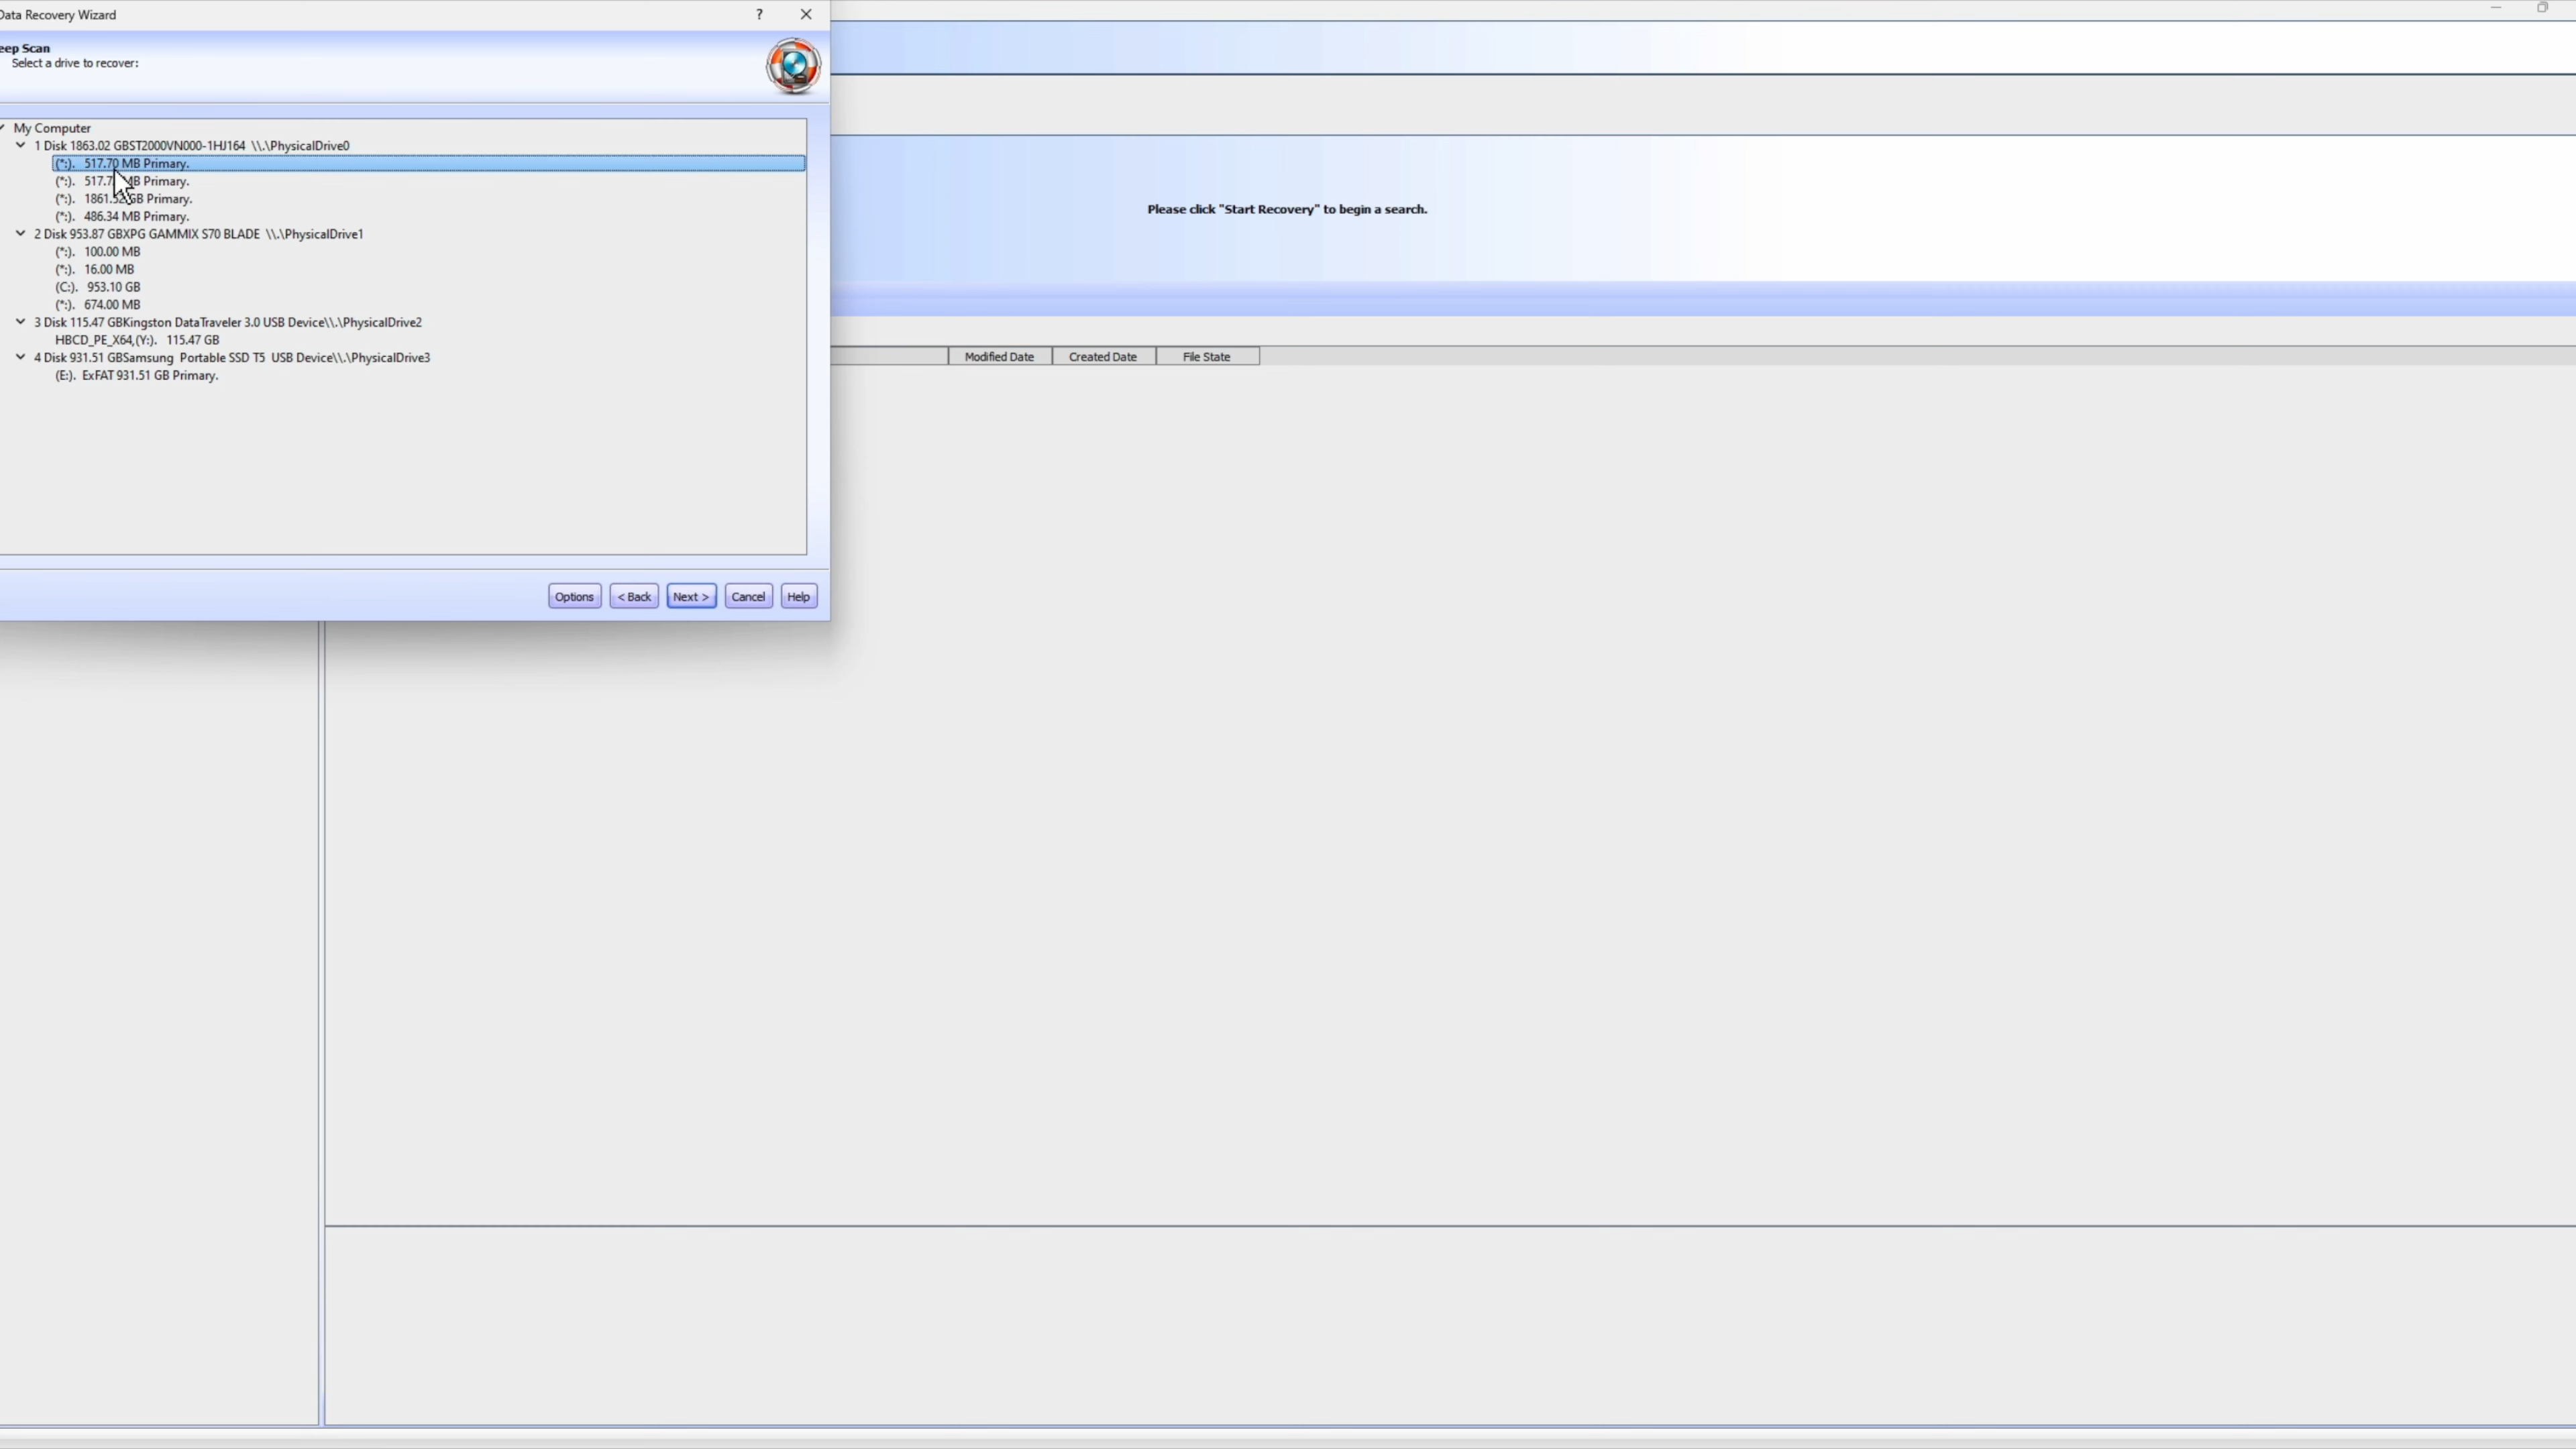 Data Recovery Wizard
?
eep Scan
Select a drive to recover:
My Computer
1 Disk 1863.02 GBST2000VN000-1HJ164 \\.\PhysicalDrive0
(*:). 517.70 MB Primary.
(*:). 517.7 MB Primary.
(*:). 1861.52 GB Primary.
(*:). 486.34 MB Primary.
2 Disk 953.87 GBXPG GAMMIX S70 BLADE \\.\PhysicalDrive1
(*:). 100.00 MB
(*:). 16.00 MB
(C:). 953.10 GB
(*:). 674.00 MB
3 Disk 115.47 GBKingston DataTraveler 3.0 USB Device\\.\PhysicalDrive2
HBCD_PE_X64,(Y:). 115.47 GB
4 Disk 931.51 GBSamsung Portable SSD T5 USB Device\\.\PhysicalDrive3
(E:). ExFAT 931.51 GB Primary.
Options < Back Next > Cancel Help
Please click "Start Recovery" to begin a search.
Modified Date Created Date File State